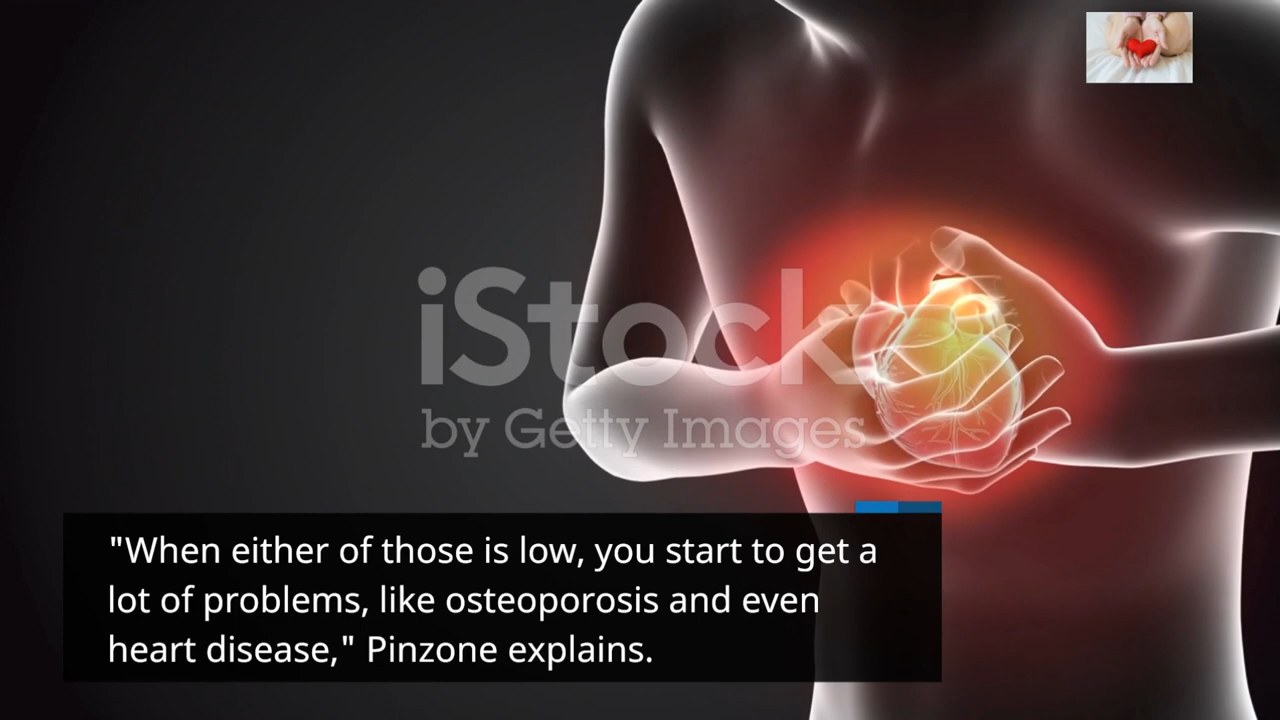 iStock
by Getty Images
"When either of those is low, you start to get a
lot of problems, like osteoporosis and even
heart disease," Pinzone explains.